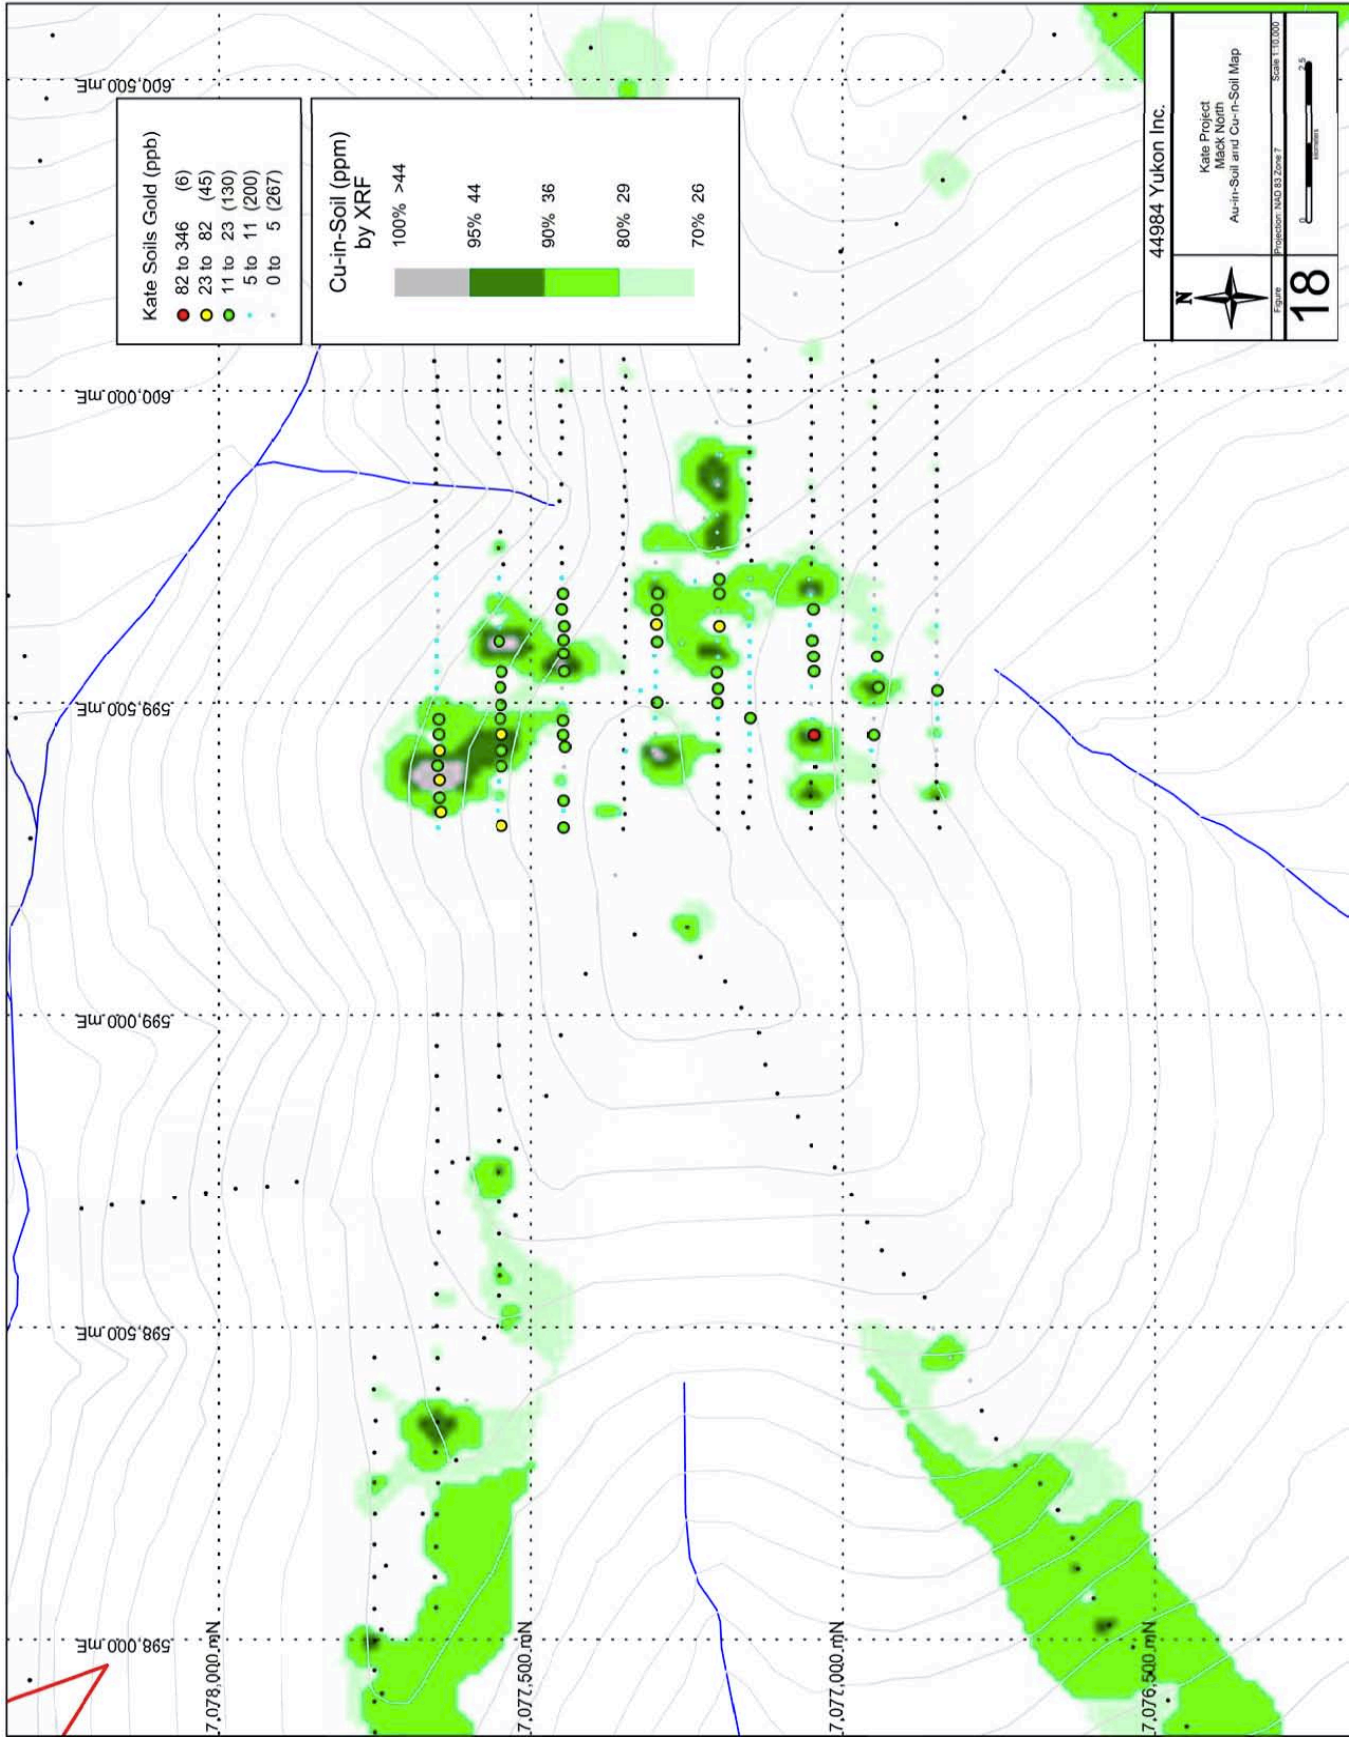 Kate Soils Gold (ppb)
82 to 346 (6)
23 to 82 (45)
11 to 23 (130)
5 to 11 (200)
0 to 5 (267)
Cu-in-Soil (ppm)
by XRF
100% >44
95% 44
90% 36
80% 29
70% 26
598,000 mE
598,500 mE
599,000 mE
599,500 mE
600,000 mE
600,500 mE
7,078,000 mN
7,077,500 mN
7,077,000 mN
7,076,500 mN
44984 Yukon Inc.
N
Kate Project
Mack North
Au-in-Soil and Cu-n-Soil Map
Figure
18
Projection: NAD 83 Zone 7
Scale 1:10,000
0 2.5
kilometers